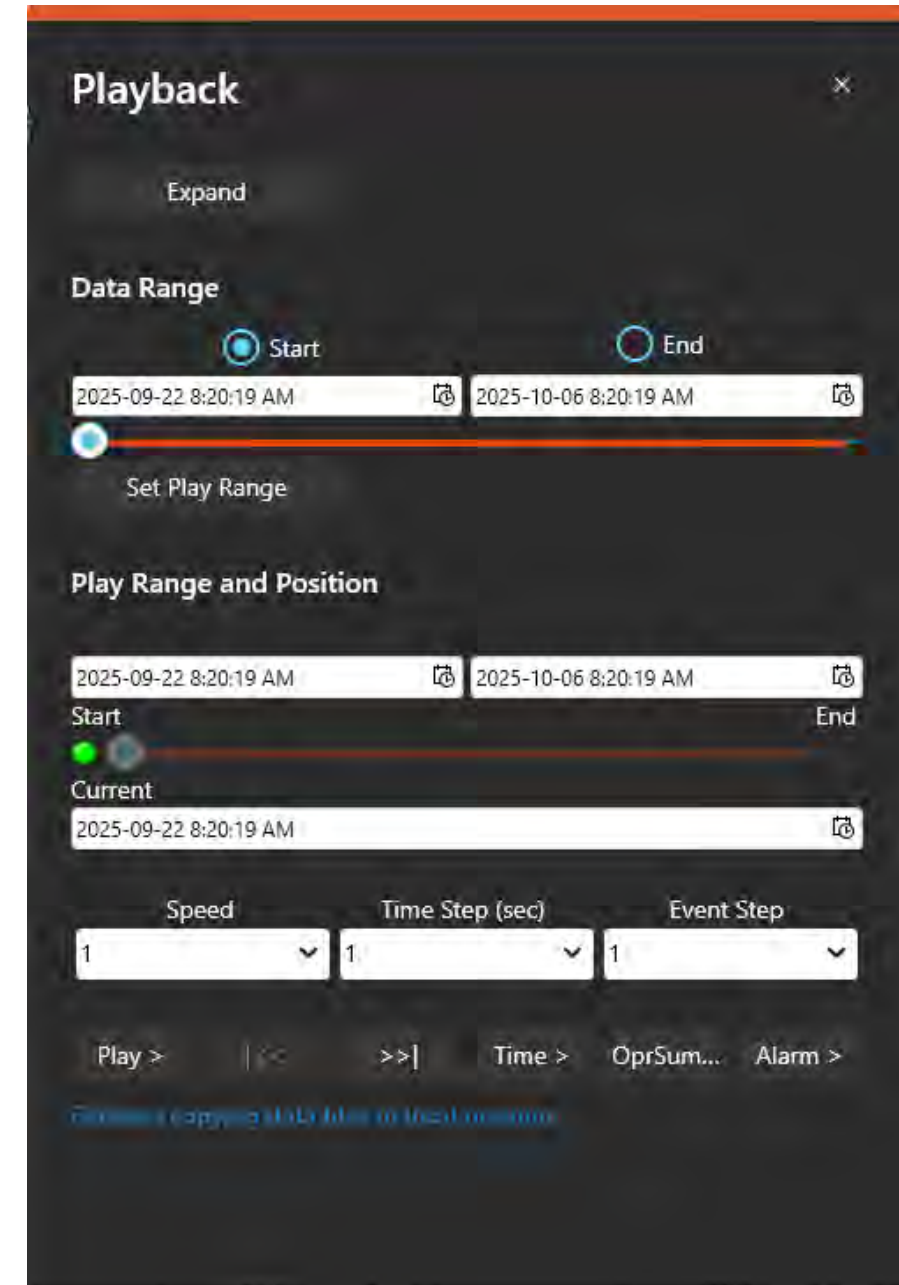 Playback ×
Expand
Data Range
Start End
2025-09-22 8:20:19 AM 2025-10-06 8:20:19 AM
Set Play Range
Play Range and Position
2025-09-22 8:20:19 AM 2025-10-06 8:20:19 AM
Start End
Current
2025-09-22 8:20:19 AM
Speed Time Step (sec) Event Step
1 1 1
Play > |<< >>| Time > OprSum... Alarm >
data